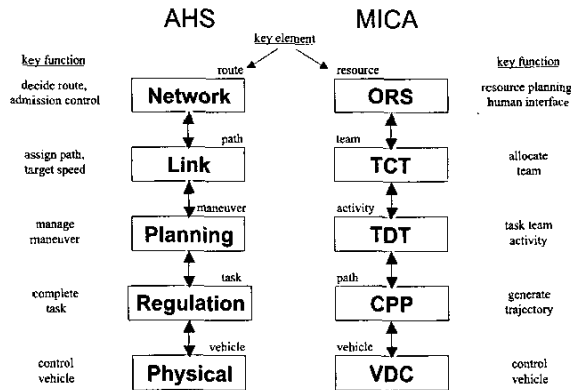 AHS
MICA
key element
key function
key function
route
resource
decide route,
admission control
Network
ORS
resource planning
human interface
path
team
assign path,
target speed
Link
TCT
allocate
team
maneuver
activity
manage
maneuver
Planning
TDT
task team
activity
task
path
complete
task
Regulation
CPP
generate
trajectory
vehicle
vehicle
control
vehicle
Physical
VDC
control
vehicle